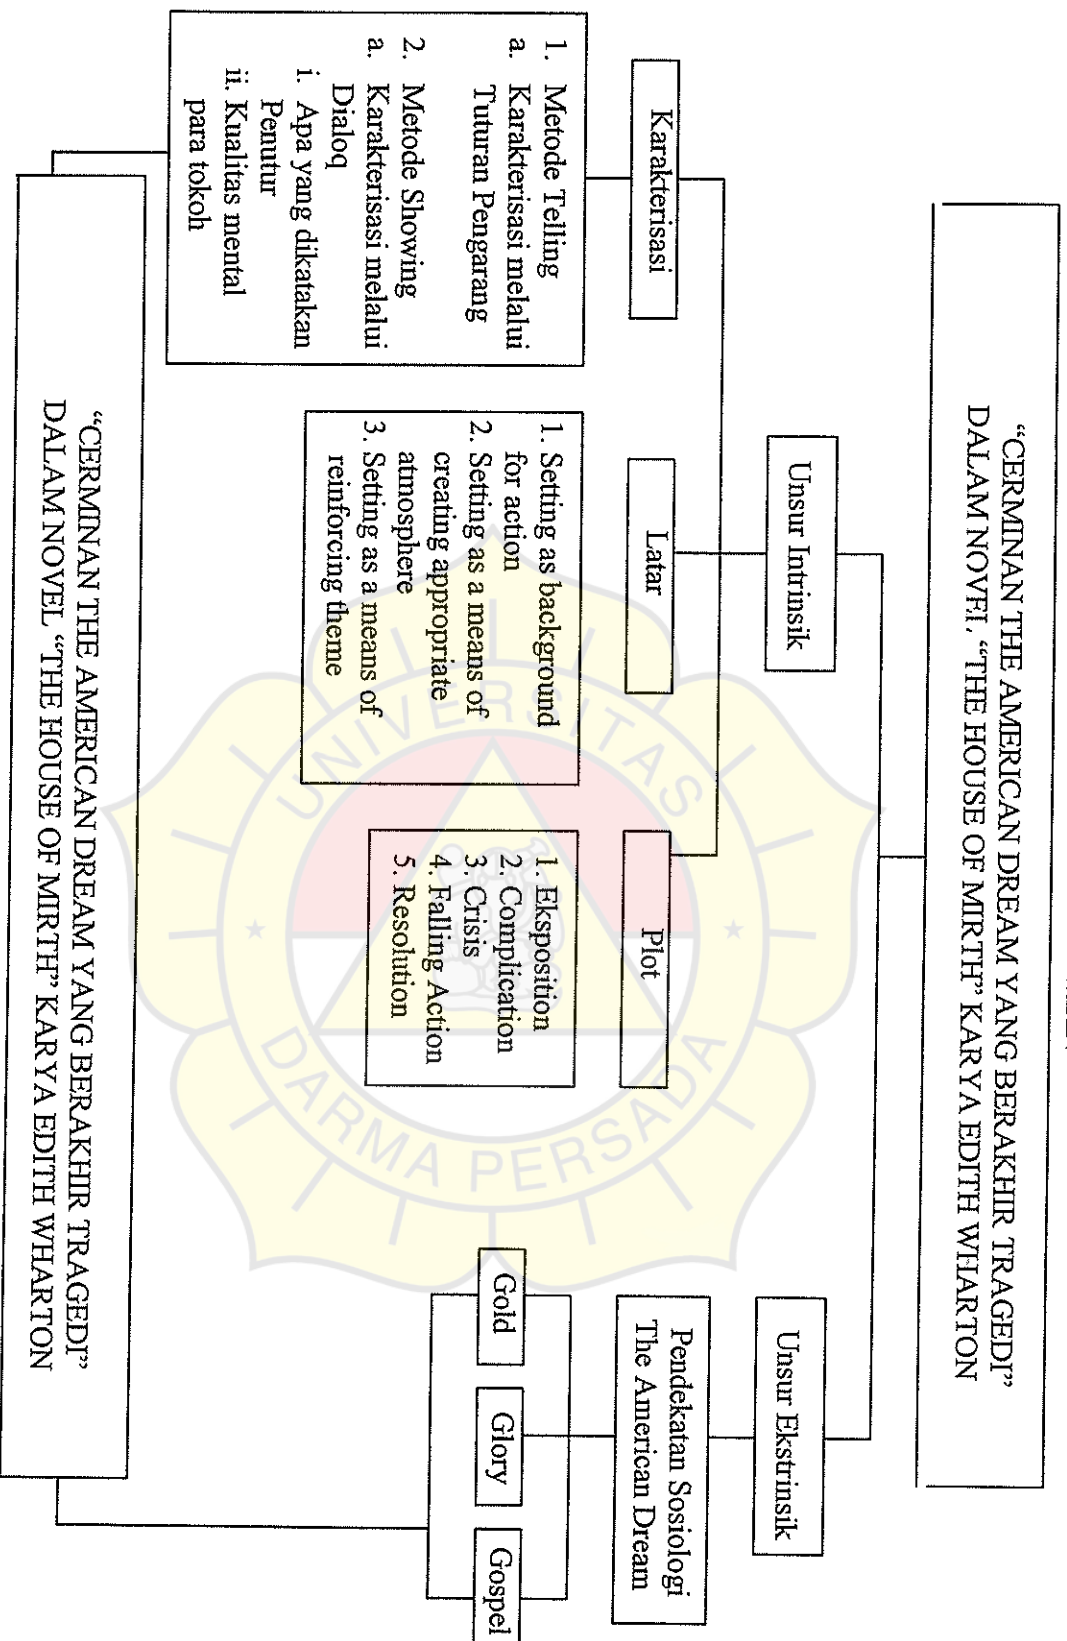 “CERMINAN THE AMERICAN DREAM YANG BERAKHIR TRAGEDI”
DALAM NOVEL “THE HOUSE OF MIRTH” KARYA EDITH WHARTON
Unsur Intrinsik
Unsur Ekstrinsik
Karakterisasi
Latar
Plot
Pendekatan Sosiologi
The American Dream
1. Metode Telling
a. Karakterisasi melalui
Tuturan Pengarang
2. Metode Showing
a. Karakterisasi melalui
Dialoq
i. Apa yang dikatakan
Penutur
ii. Kualitas mental
para tokoh
1. Setting as background
for action
2. Setting as a means of
creating appropriate
atmosphere
3. Setting as a means of
reinforcing theme
1. Eksposition
2. Complication
3. Crisis
4. Falling Action
5. Resolution
Gold
Glory
Gospel
“CERMINAN THE AMERICAN DREAM YANG BERAKHIR TRAGEDI”
DALAM NOVEL “THE HOUSE OF MIRTH” KARYA EDITH WHARTON
UNIVERSITAS
DARMA PERSADA